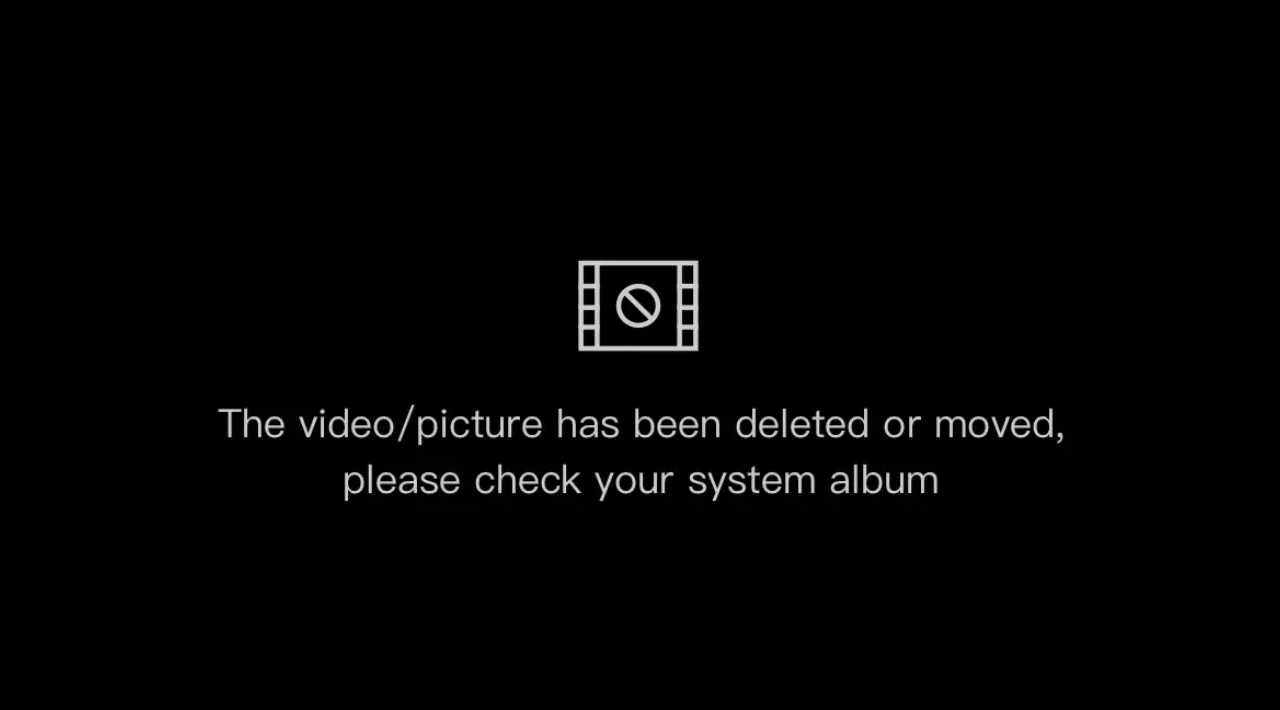 The video/picture has been deleted or moved,
please check your system album